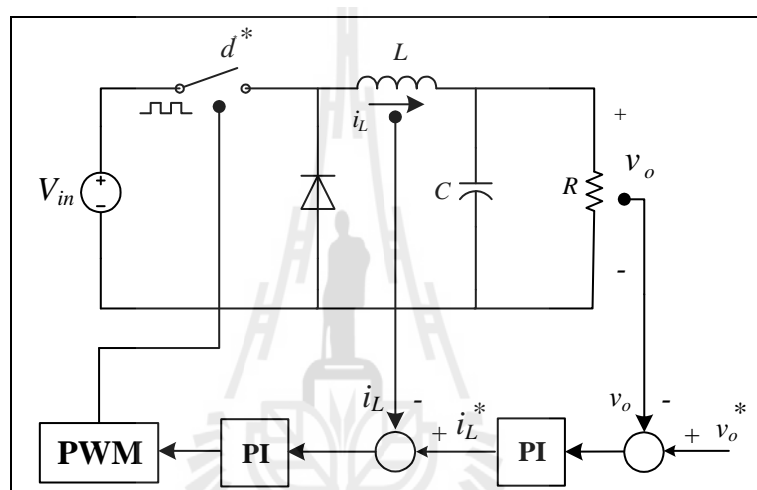 d*
L
i_L
+
V_in
+
-
C
R
v_o
-
i_L
-
v_o
-
+
i_L*
+
v_o*
PWM
PI
PI